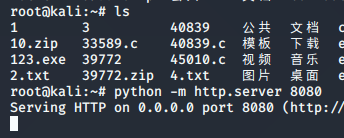 root@kali:~# ls
1 3 40839 公共 文档 c
10.zip 33589.c 40839.c 模板 下载 e
123.exe 39772 45010.c 视频 音乐 e
2.txt 39772.zip 4.txt 图片 桌面 e
root@kali:~# python -m http.server 8080
Serving HTTP on 0.0.0.0 port 8080 (http:/